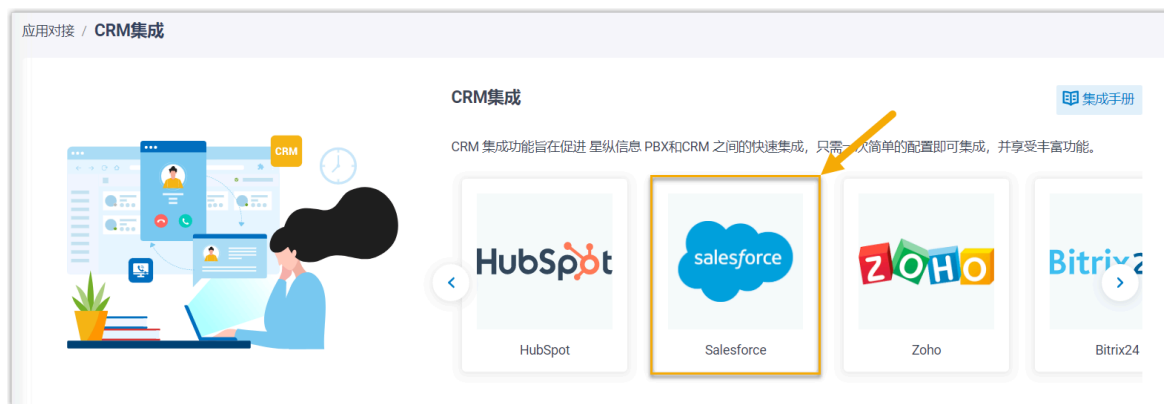 应用对接 / CRM集成
CRM集成
集成手册
CRM
CRM 集成功能旨在促进 星纵信息 PBX和CRM 之间的快速集成，只需一次简单的配置即可集成，并享受丰富功能。
HubSpot
salesforce
ZOHO
HubSpot
Salesforce
Zoho
Bitrix24